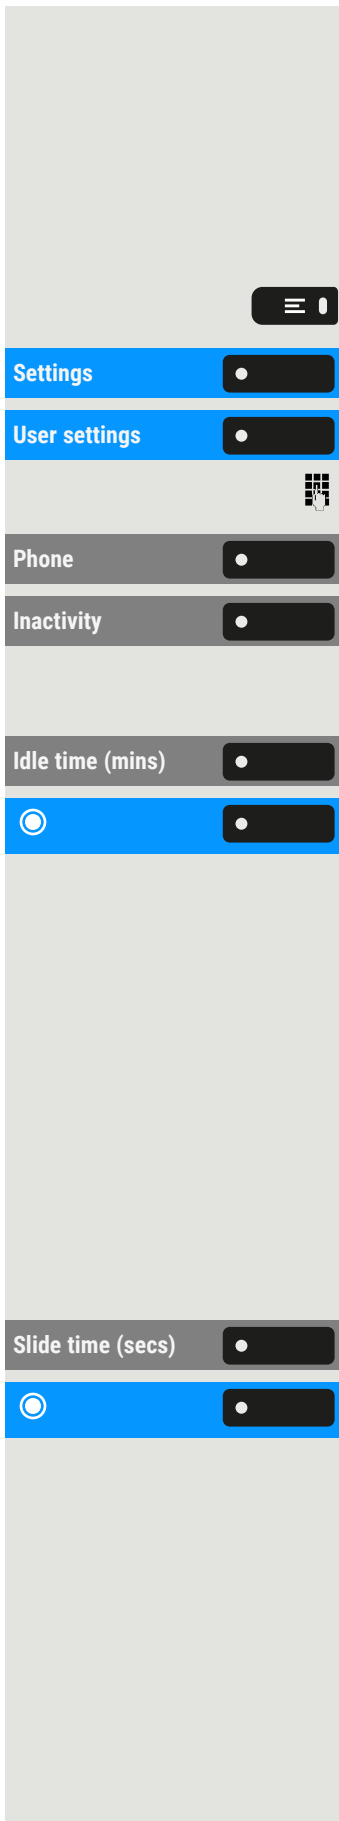 Settings
User settings
Phone
Inactivity
Idle time (mins)
Slide time (secs)